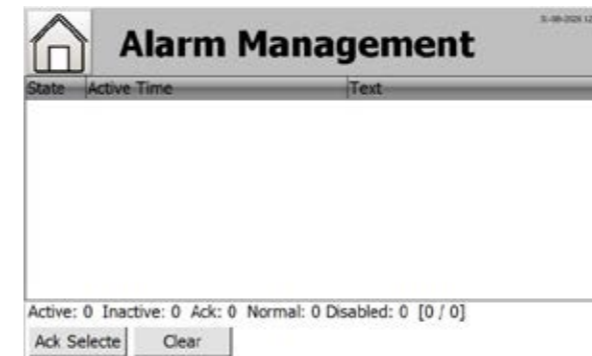 Alarm Management
State Active Time Text
Active: 0 Inactive: 0 Ack: 0 Normal: 0 Disabled: 0 [0 / 0]
Ack Selecte Clear